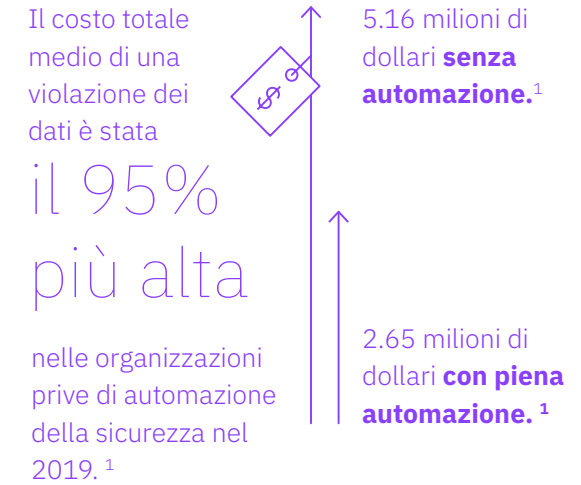 Il costo totale
medio di una
violazione dei
dati è stata
il 95%
più alta
nelle organizzazioni
prive di automazione
della sicurezza nel
2019. 1
$
5.16 milioni di
dollari senza
automazione.1
2.65 milioni di
dollari con piena
automazione. 1